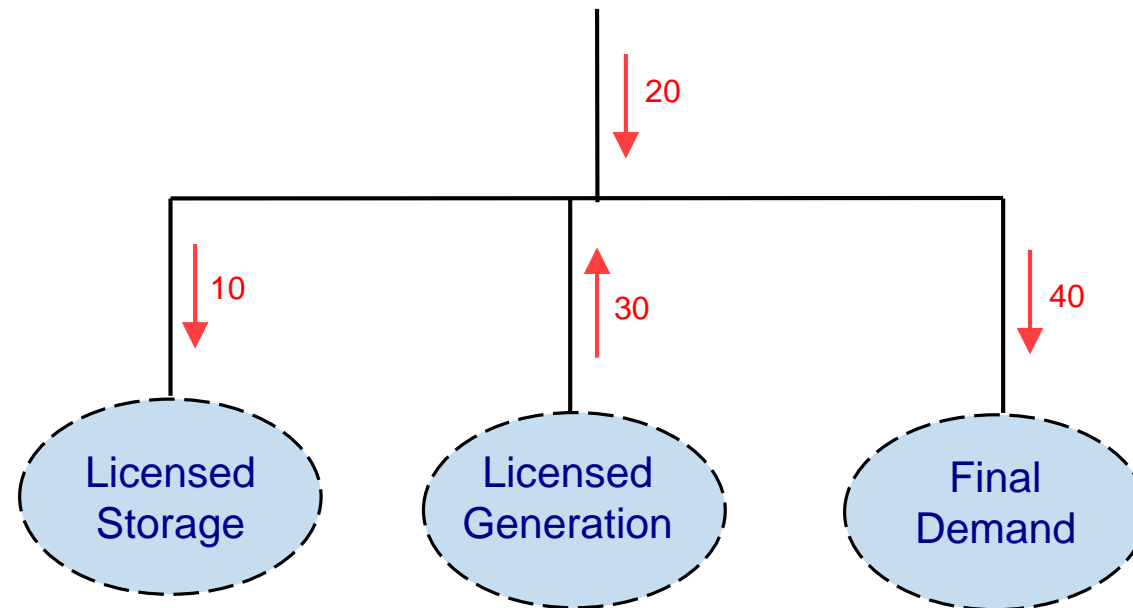 20
10
30
40
Licensed
Storage
Licensed
Generation
Final
Demand